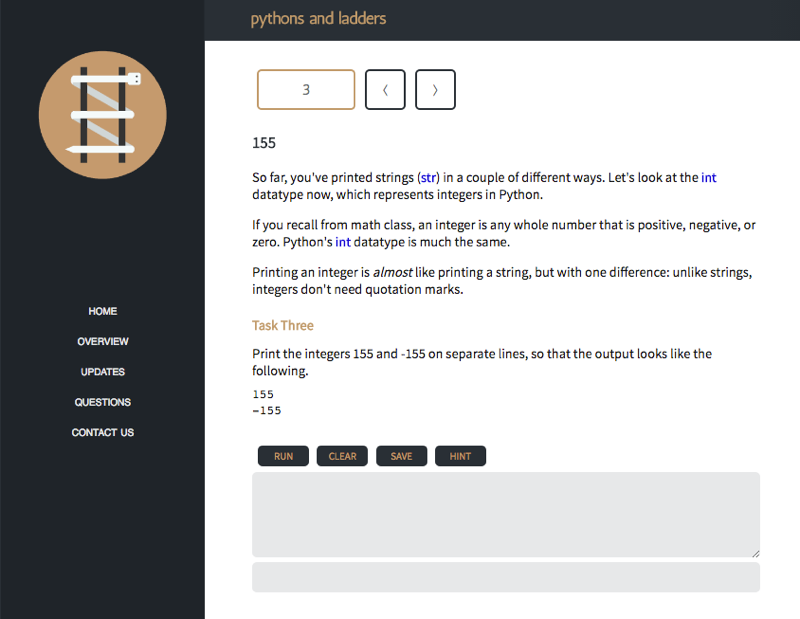 pythons and ladders
3
155
So far, you've printed strings (str) in a couple of different ways. Let's look at the int
datatype now, which represents integers in Python.
If you recall from math class, an integer is any whole number that is positive, negative, or
zero. Python's int datatype is much the same.
Printing an integer is almost like printing a string, but with one difference: unlike strings,
integers don't need quotation marks.
HOME
OVERVIEW
UPDATES
QUESTIONS
CONTACT US
Task Three
Print the integers 155 and -155 on separate lines, so that the output looks like the
following.
155
-155
RUN CLEAR SAVE HINT